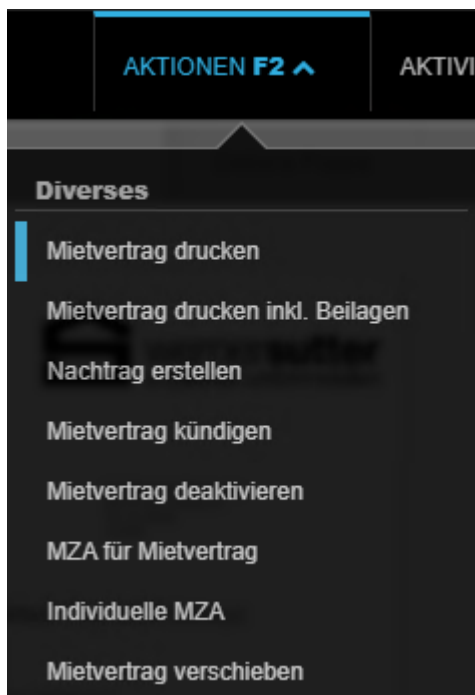 AKTIONEN F2 AKTIVI
Diverses
Mietvertrag drucken
Mietvertrag drucken inkl. Beilagen
sutter
Nachtrag erstellen
Mietvertrag kündigen
Mietvertrag deaktivieren
MZA für Mietvertrag
Individuelle MZA
Mietvertrag verschieben